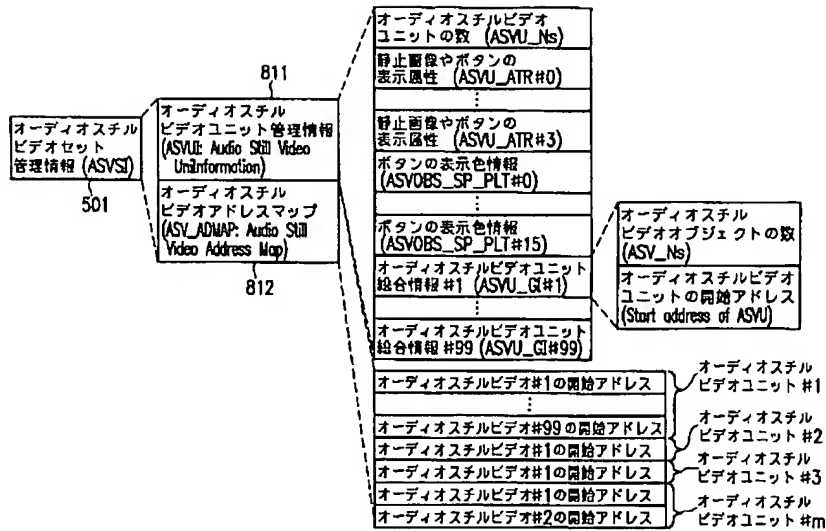 オーディオスチル
ビデオセット
管理情報 (ASVSI)
501
811
オーディオスチル
ビデオユニット管理情報
(ASVUI: Audio Still Video
UniInformation)
オーディオスチル
ビデオアドレスマップ
(ASV_ADMAP: Audio Still
Video Address Map)
812
オーディオスチルビデオ
ユニットの数 (ASVU_Ns)
静止画像やボタンの
表示属性 (ASVU_ATR#0)
⋮
静止画像やボタンの
表示属性 (ASVU_ATR#3)
ボタンの表示色情報
(ASVOBS_SP_PLT#0)
⋮
ボタンの表示色情報
(ASVOBS_SP_PLT#15)
オーディオスチルビデオユニット
総合情報 #1 (ASVU_GI#1)
⋮
オーディオスチルビデオユニット
総合情報 #99 (ASVU_GI#99)
オーディオスチル
ビデオオブジェクトの数
(ASV_Ns)
オーディオスチルビデオ
ユニットの開始アドレス
(Start address of ASVU)
オーディオスチルビデオ#1の開始アドレス
⋮
オーディオスチルビデオ#99の開始アドレス
オーディオスチルビデオ#1の開始アドレス
オーディオスチルビデオ#1の開始アドレス
オーディオスチルビデオ#1の開始アドレス
オーディオスチルビデオ#2の開始アドレス
オーディオスチル
ビデオユニット #1
オーディオスチル
ビデオユニット #2
オーディオスチル
ビデオユニット #3
オーディオスチル
ビデオユニット #m